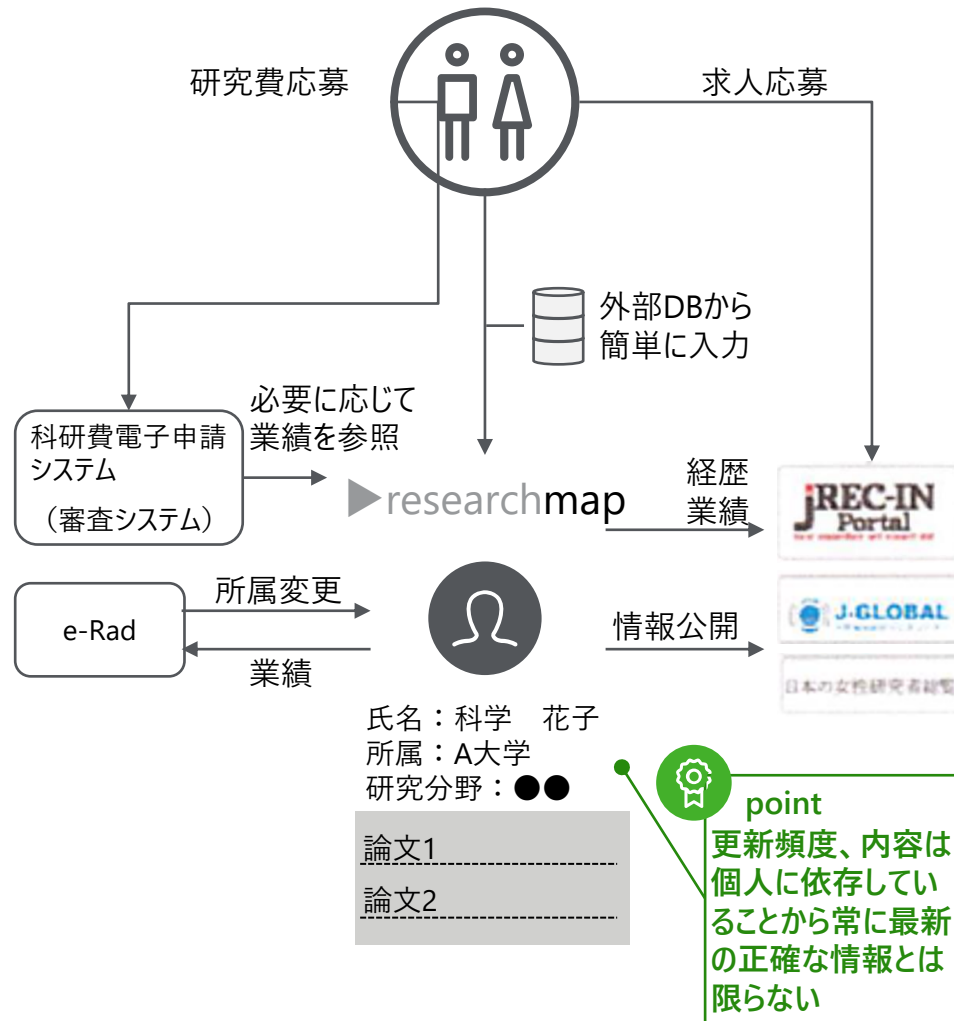 研究費応募
求人応募
外部DBから
簡単に入力
必要に応じて
業績を参照
科研費電子申請
システム
（審査システム）
researchmap
経歴
業績
jREC-IN
Portal
e-Rad
所属変更
業績
情報公開
J-GLOBAL
日本の女性研究者総覧
氏名：科学　花子
所属：A大学
研究分野：●●
論文1
論文2
point
更新頻度、内容は
個人に依存してい
ることから常に最新
の正確な情報とは
限らない